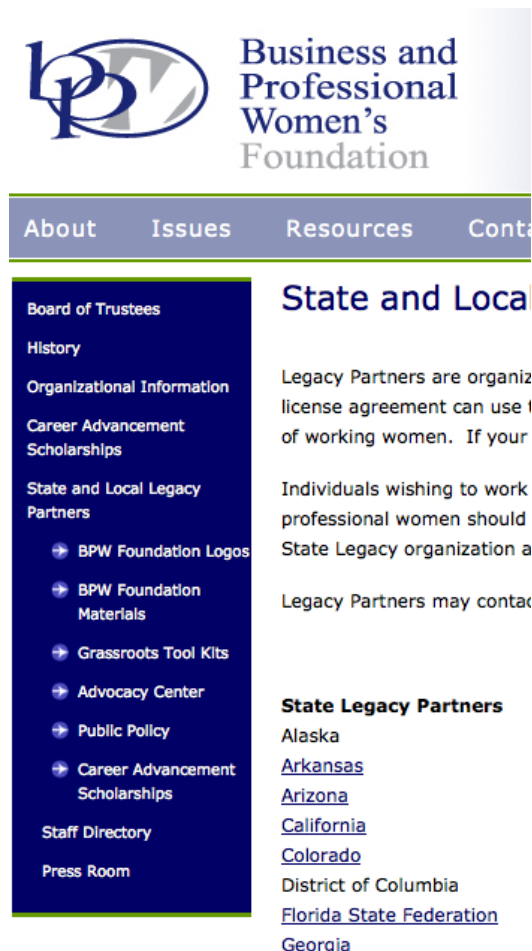 bpw
Business and
Professional
Women's
Foundation
About Issues Resources
Board of Trustees
History
Organizational Information
Career Advancement
Scholarships
State and Local Legacy
Partners
BPW Foundation Logos
BPW Foundation
Materials
Grassroots Tool Kits
Advocacy Center
Public Policy
Career Advancement
Scholarships
Staff Directory
Press Room
State and Local
Legacy Partners are
license agreement can use
of working women. If your
Individuals wishing to work
professional women should
State Legacy organization
Legacy Partners may
State Legacy Partners
Alaska
Arkansas
Arizona
California
Colorado
District of Columbia
Florida State Federation
Georgia